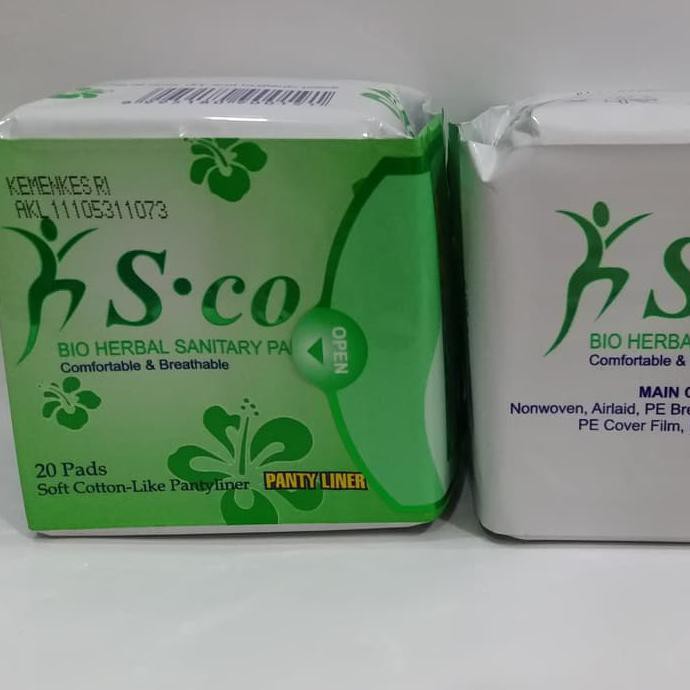 KEMENKES RI
AKL 11105311073
S·co
BIO HERBAL SANITARY PA
Comfortable & Breathable
OPEN
20 Pads
Soft Cotton-Like Pantyliner PANTY LINER
S
BIO HERBA
Comfortable &
MAIN
Nonwoven, Airlaid, PE Bre
PE Cover Film,